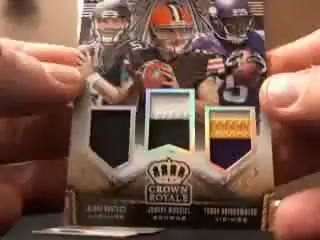 CROWN
ROYALE
BLAKE BORTLES
JAGUARS
JOHNNY MANZIEL
BROWNS
TEDDY BRIDGEWATER
VIKINGS